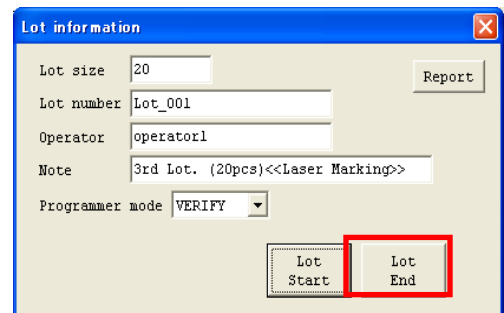 Lot information
Lot size 20
Report
Lot number Lot_001
Operator operator1
Note 3rd Lot. (20pcs)<<Laser Marking>>
Programmer mode VERIFY
Lot Start
Lot End